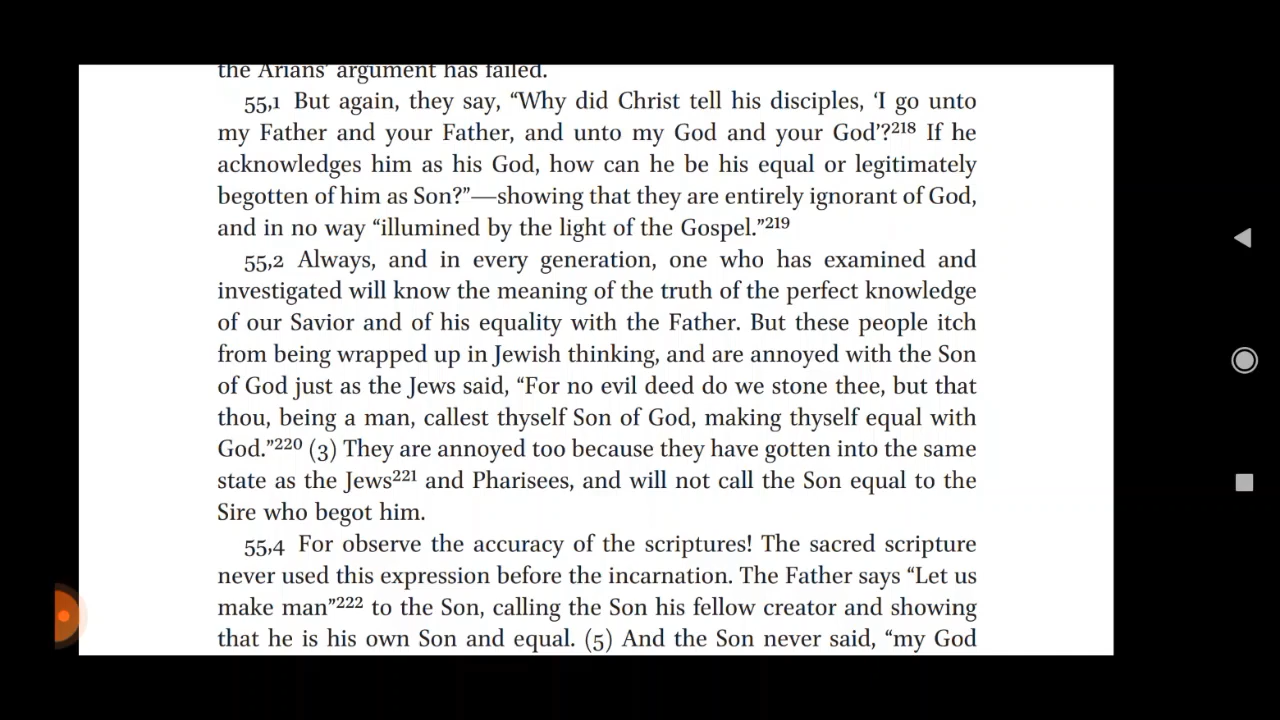 the Arians' argument has failed.
55,1 But again, they say, “Why did Christ tell his disciples, ‘I go unto
my Father and your Father, and unto my God and your God’?218 If he
acknowledges him as his God, how can he be his equal or legitimately
begotten of him as Son?”—showing that they are entirely ignorant of God,
and in no way “illumined by the light of the Gospel.”219
55,2 Always, and in every generation, one who has examined and
investigated will know the meaning of the truth of the perfect knowledge
of our Savior and of his equality with the Father. But these people itch
from being wrapped up in Jewish thinking, and are annoyed with the Son
of God just as the Jews said, “For no evil deed do we stone thee, but that
thou, being a man, callest thyself Son of God, making thyself equal with
God.”220 (3) They are annoyed too because they have gotten into the same
state as the Jews221 and Pharisees, and will not call the Son equal to the
Sire who begot him.
55,4 For observe the accuracy of the scriptures! The sacred scripture
never used this expression before the incarnation. The Father says “Let us
make man”222 to the Son, calling the Son his fellow creator and showing
that he is his own Son and equal. (5) And the Son never said, “my God